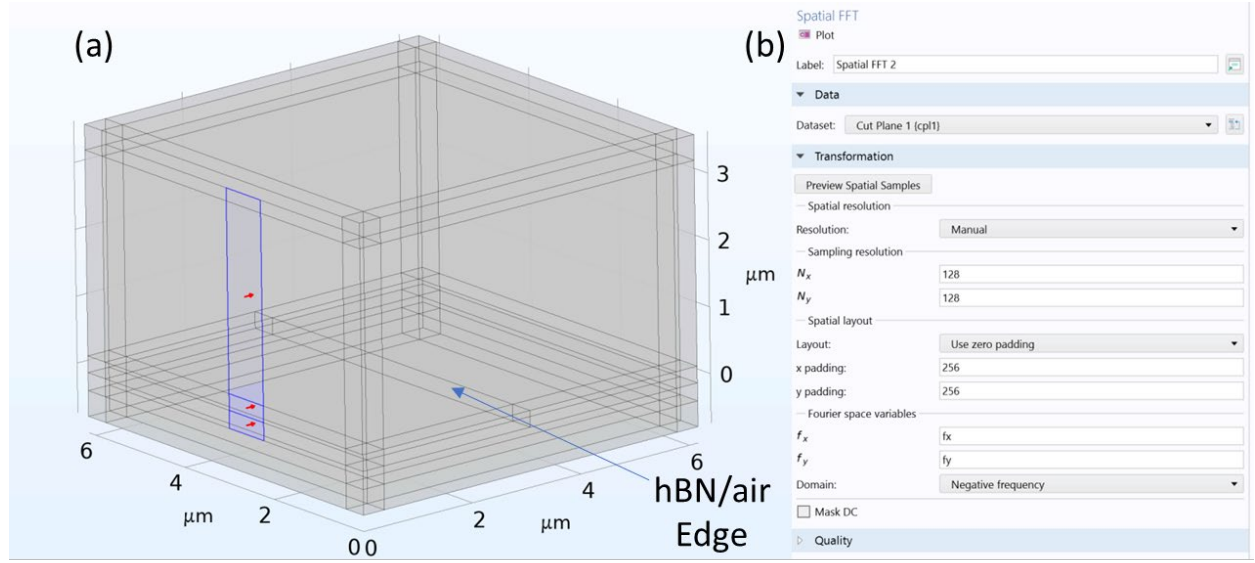 (a)
3
2
μm
1
0
6
4
μm
2
0
0
2
μm
4
6
hBN/air
Edge
(b)
Spatial FFT
Plot
Label: Spatial FFT 2
Data
Dataset: Cut Plane 1 {cpl1}
Transformation
Preview Spatial Samples
Spatial resolution
Resolution: Manual
Sampling resolution
Nx 128
Ny 128
Spatial layout
Layout: Use zero padding
x padding: 256
y padding: 256
Fourier space variables
fx fx
fy fy
Domain: Negative frequency
Mask DC
Quality